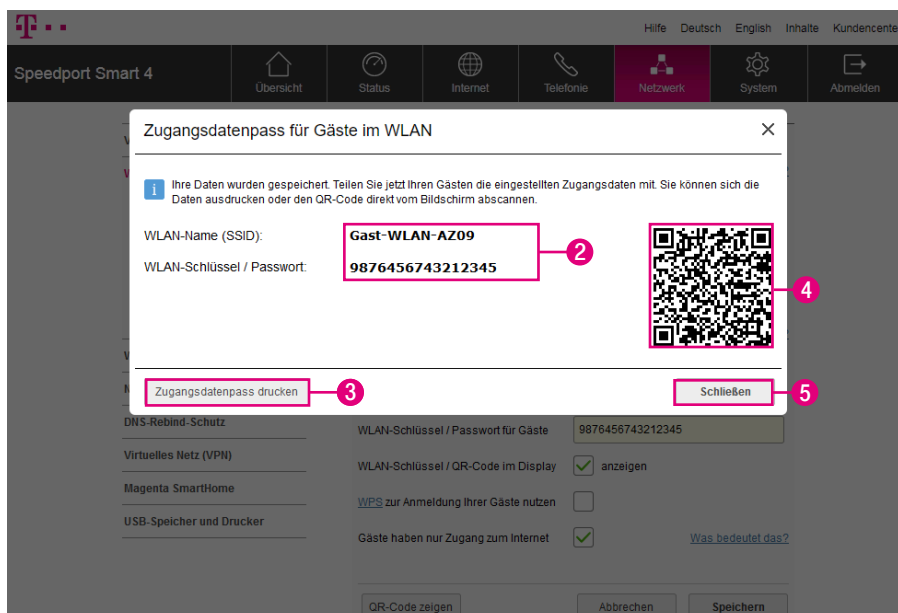 T
Hilfe Deutsch English Inhalte Kundencente
Speedport Smart 4
Übersicht Status Internet Telefonie Netzwerk System Abmelden
Zugangsdatenpass für Gäste im WLAN
Ihre Daten wurden gespeichert. Teilen Sie jetzt Ihren Gästen die eingestellten Zugangsdaten mit. Sie können sich die
Daten ausdrucken oder den QR-Code direkt vom Bildschirm abscannen.
WLAN-Name (SSID): Gast-WLAN-AZ09
2
WLAN-Schlüssel / Passwort: 9876456743212345
4
Zugangsdatenpass drucken 3 Schließen 5
DNS-Rebind-Schutz
WLAN-Schlüssel / Passwort für Gäste 9876456743212345
Virtuelles Netz (VPN)
WLAN-Schlüssel / QR-Code im Display anzeigen
Magenta SmartHome
WPS zur Anmeldung Ihrer Gäste nutzen
USB-Speicher und Drucker
Gäste haben nur Zugang zum Internet Was bedeutet das?
QR-Code zeigen Abbrechen Speichern